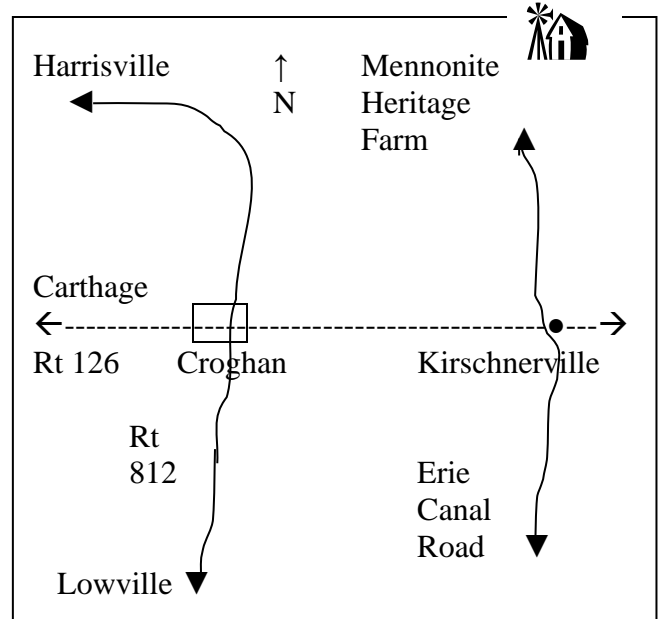 Harrisville
↑
N
Mennonite
Heritage
Farm
Carthage
Rt 126
Croghan
Kirschnerville
Rt
812
Erie
Canal
Road
Lowville